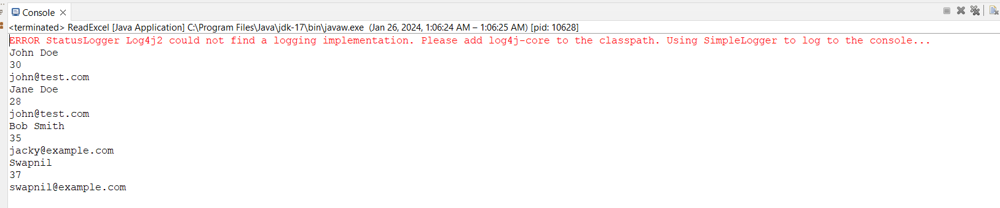 Console
<terminated> ReadExcel [Java Application] C:\Program Files\Java\jdk-17\bin\javaw.exe (Jan 26, 2024, 1:06:24 AM – 1:06:25 AM) [pid: 10628]
ERROR StatusLogger Log4j2 could not find a logging implementation. Please add log4j-core to the classpath. Using SimpleLogger to log to the console...
John Doe
30
john@test.com
Jane Doe
28
john@test.com
Bob Smith
35
jacky@example.com
Swapnil
37
swapnil@example.com